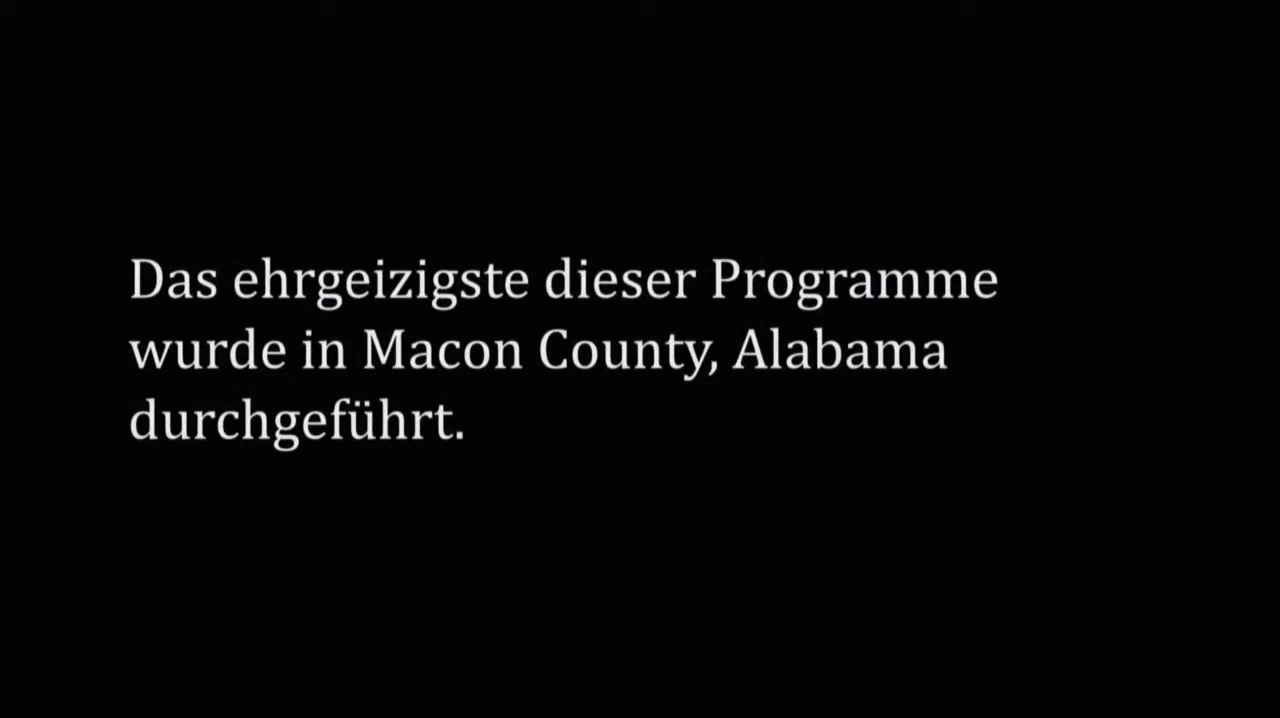 Das ehrgeizigste dieser Programme
wurde in Macon County, Alabama
durchgeführt.